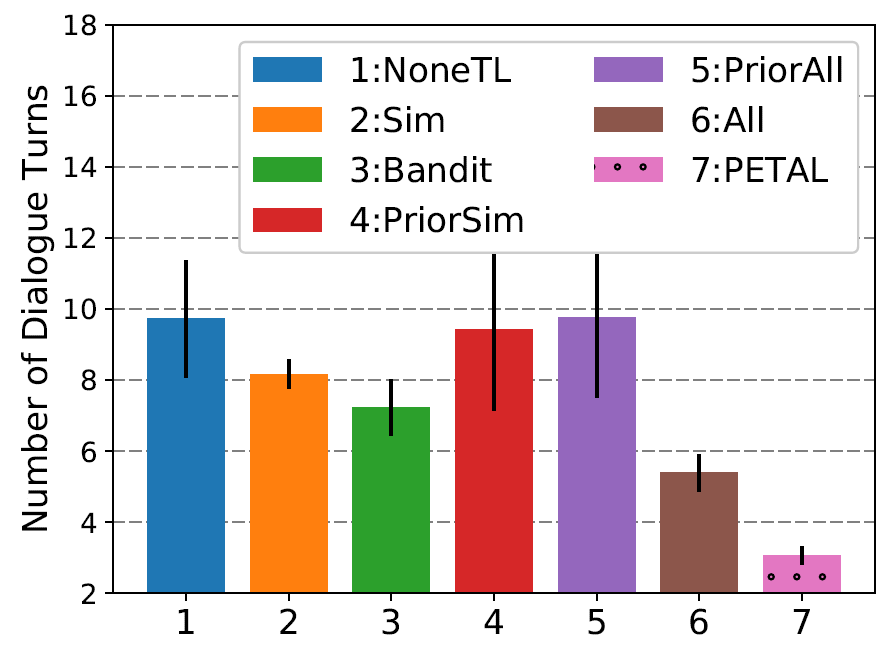 Number of Dialogue Turns
18
16
14
12
10
8
6
4
2
1:NoneTL
2:Sim
3:Bandit
4:PriorSim
5:PriorAll
6:All
7:PETAL
1 2 3 4 5 6 7